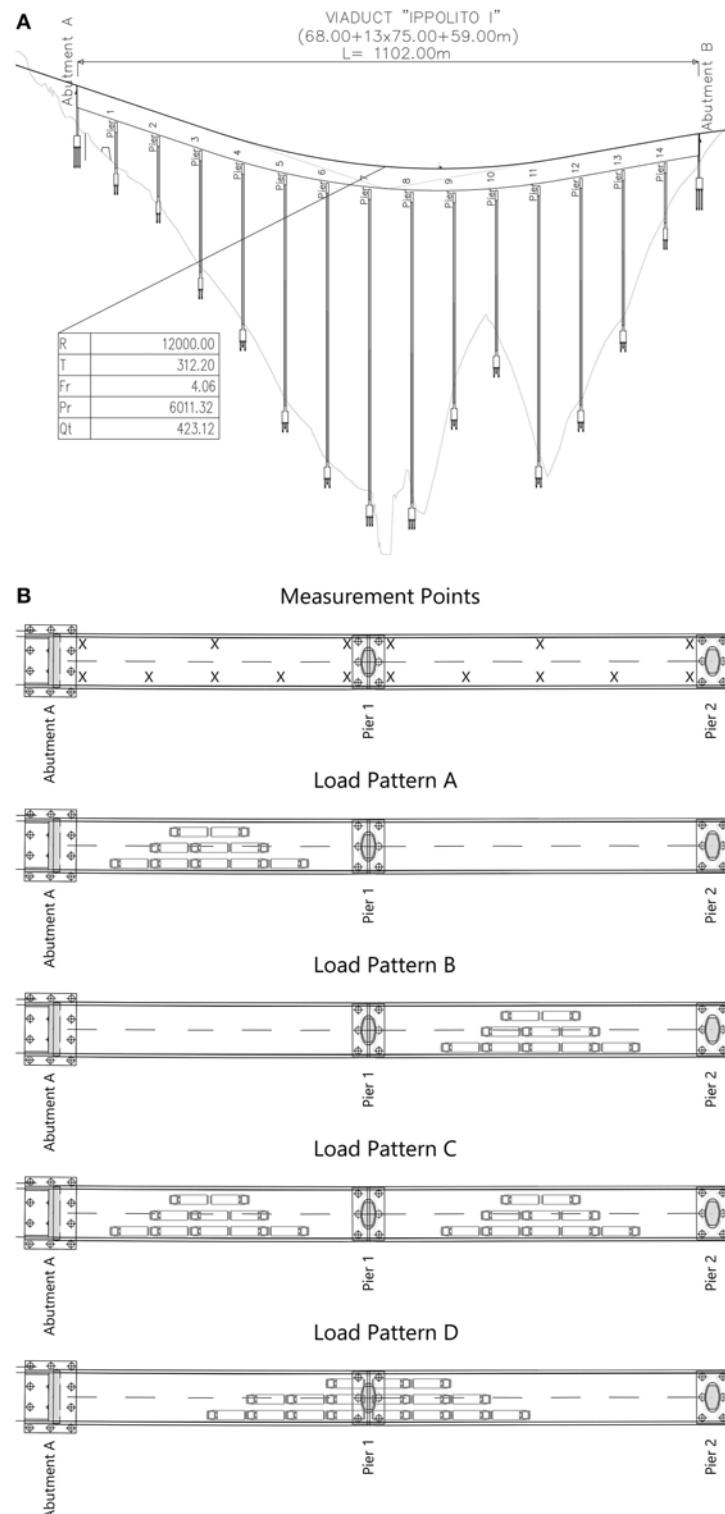 A
VIADUCT "IPPOLITO I"
(68.00+13x75.00+59.00m)
L= 1102.00m
Abutment A
Abutment B
Pier 1
Pier 2
Pier 3
Pier 4
Pier 5
Pier 6
Pier 7
Pier 8
Pier 9
Pier 10
Pier 11
Pier 12
Pier 13
Pier 14
R 12000.00
T 312.20
Fr 4.06
Pr 6011.32
Qt 423.12
B
Measurement Points
X X X X X X
X X X X X X X X X X
Abutment A
Pier 1
Pier 2
Load Pattern A
Abutment A
Pier 1
Pier 2
Load Pattern B
Abutment A
Pier 1
Pier 2
Load Pattern C
Abutment A
Pier 1
Pier 2
Load Pattern D
Abutment A
Pier 1
Pier 2